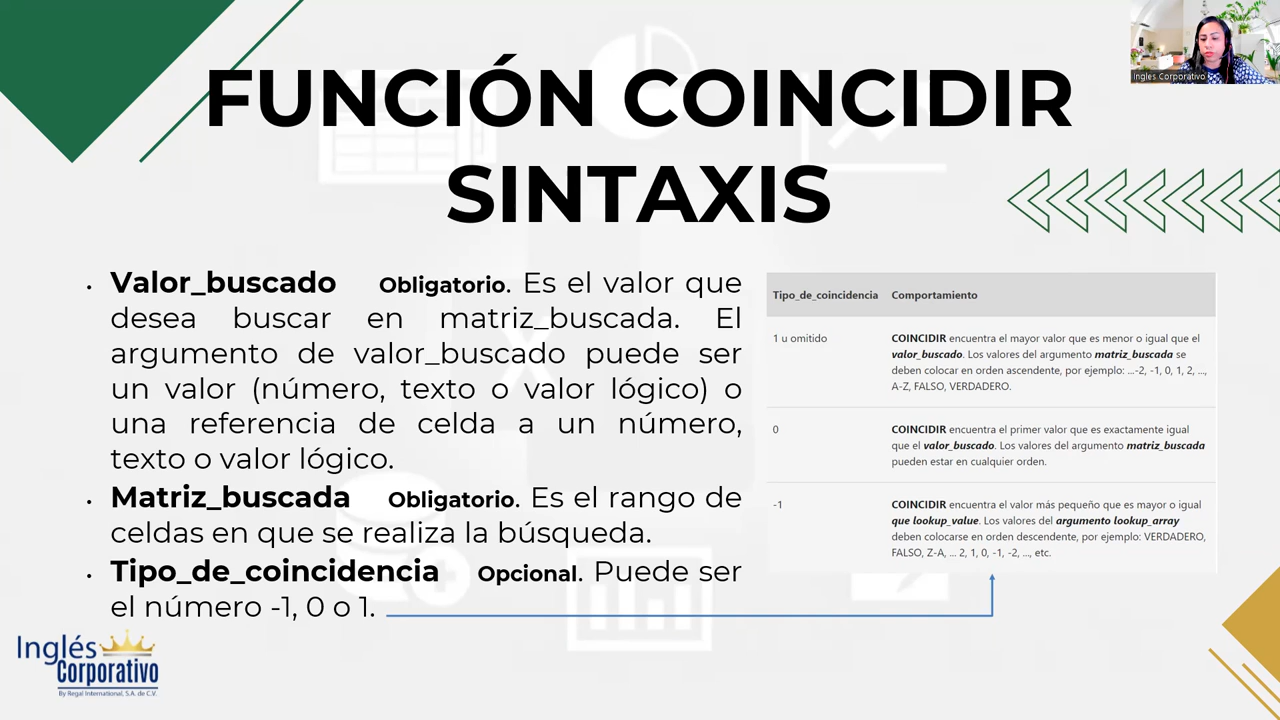 Ingles Corporativo
FUNCIÓN COINCIDIR
SINTAXIS
• Valor_buscado Obligatorio. Es el valor que
desea buscar en matriz_buscada. El
argumento de valor_buscado puede ser
un valor (número, texto o valor lógico) o
una referencia de celda a un número,
texto o valor lógico.
• Matriz_buscada Obligatorio. Es el rango de
celdas en que se realiza la búsqueda.
• Tipo_de_coincidencia Opcional. Puede ser
el número -1, 0 o 1.
Tipo_de_coincidencia Comportamiento
1 u omitido COINCIDIR encuentra el mayor valor que es menor o igual que el
valor_buscado. Los valores del argumento matriz_buscada se
deben colocar en orden ascendente, por ejemplo: ...-2, -1, 0, 1, 2, ...,
A-Z, FALSO, VERDADERO.
0 COINCIDIR encuentra el primer valor que es exactamente igual
que el valor_buscado. Los valores del argumento matriz_buscada
pueden estar en cualquier orden.
-1 COINCIDIR encuentra el valor más pequeño que es mayor o igual
que lookup_value. Los valores del argumento lookup_array
deben colocarse en orden descendente, por ejemplo: VERDADERO,
FALSO, Z-A, ... 2, 1, 0, -1, -2, ..., etc.
Inglés
Corporativo
By Regal International, S.A. de C.V.